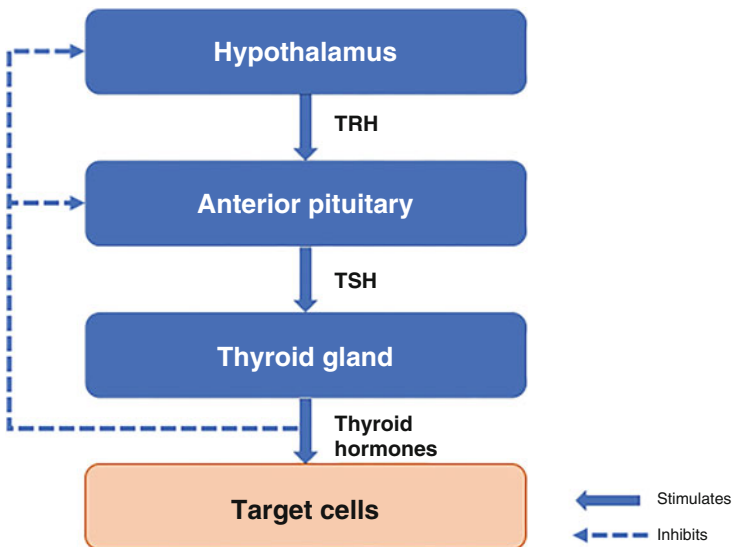 Hypothalamus
TRH
Anterior pituitary
TSH
Thyroid gland
Thyroid
hormones
Target cells
Stimulates
Inhibits